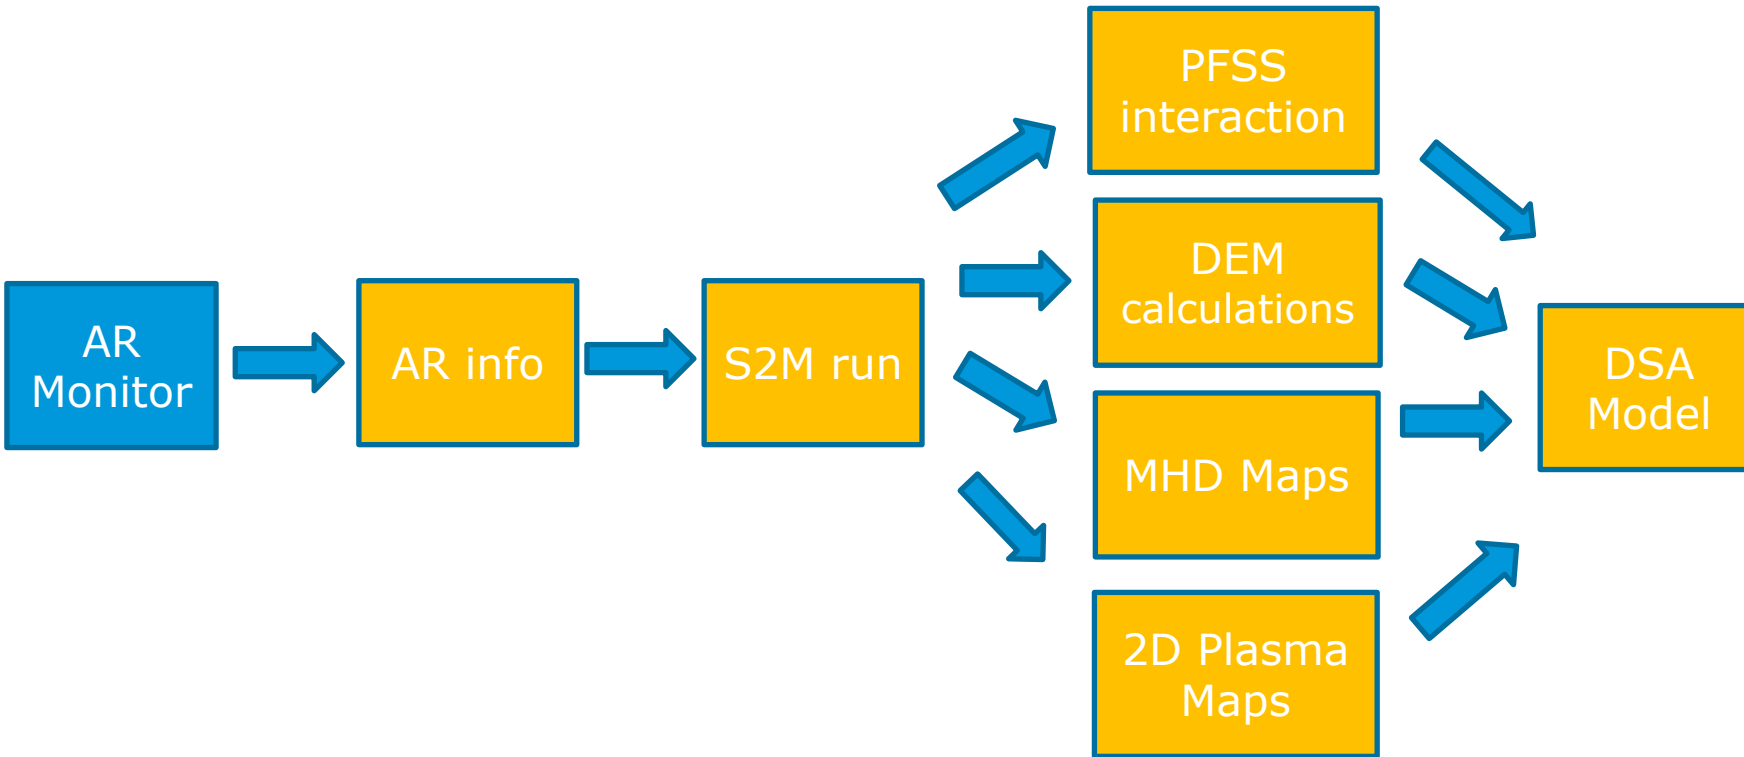 AR
Monitor
AR info
S2M run
PFSS
interaction
DEM
calculations
MHD Maps
2D Plasma
Maps
DSA
Model